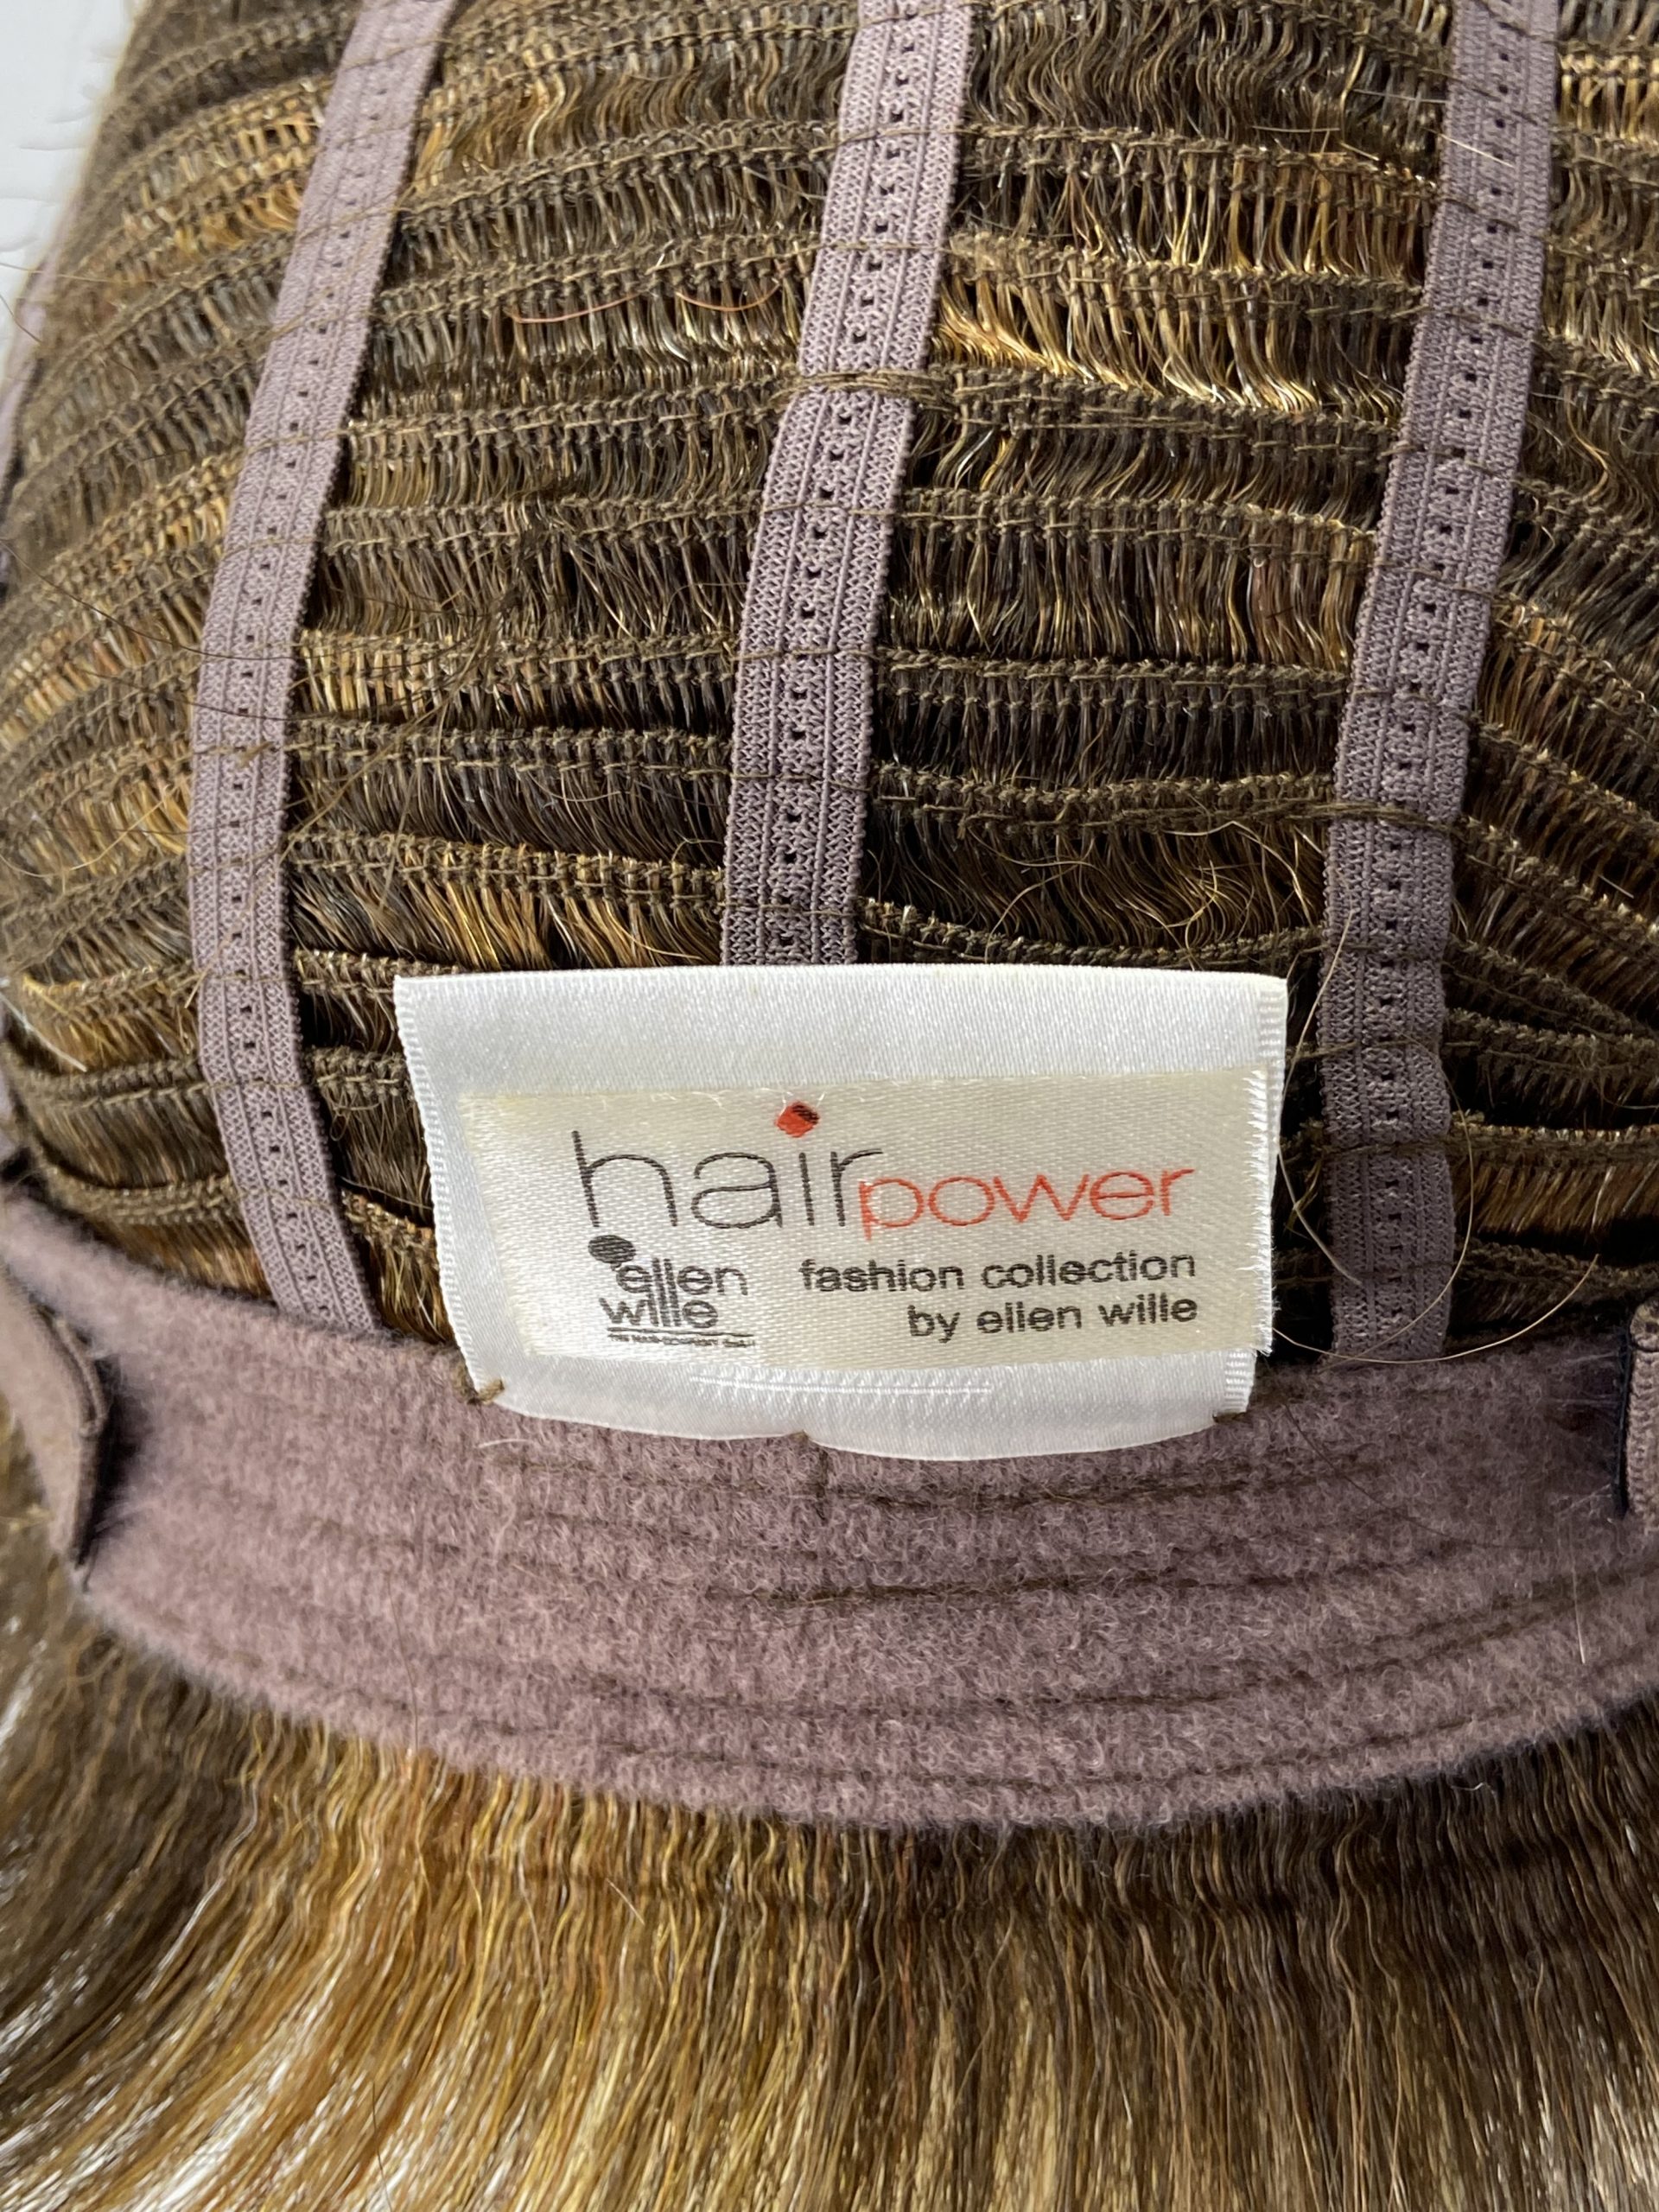 hairpower
ellen
wille
fashion collection
by ellen wille